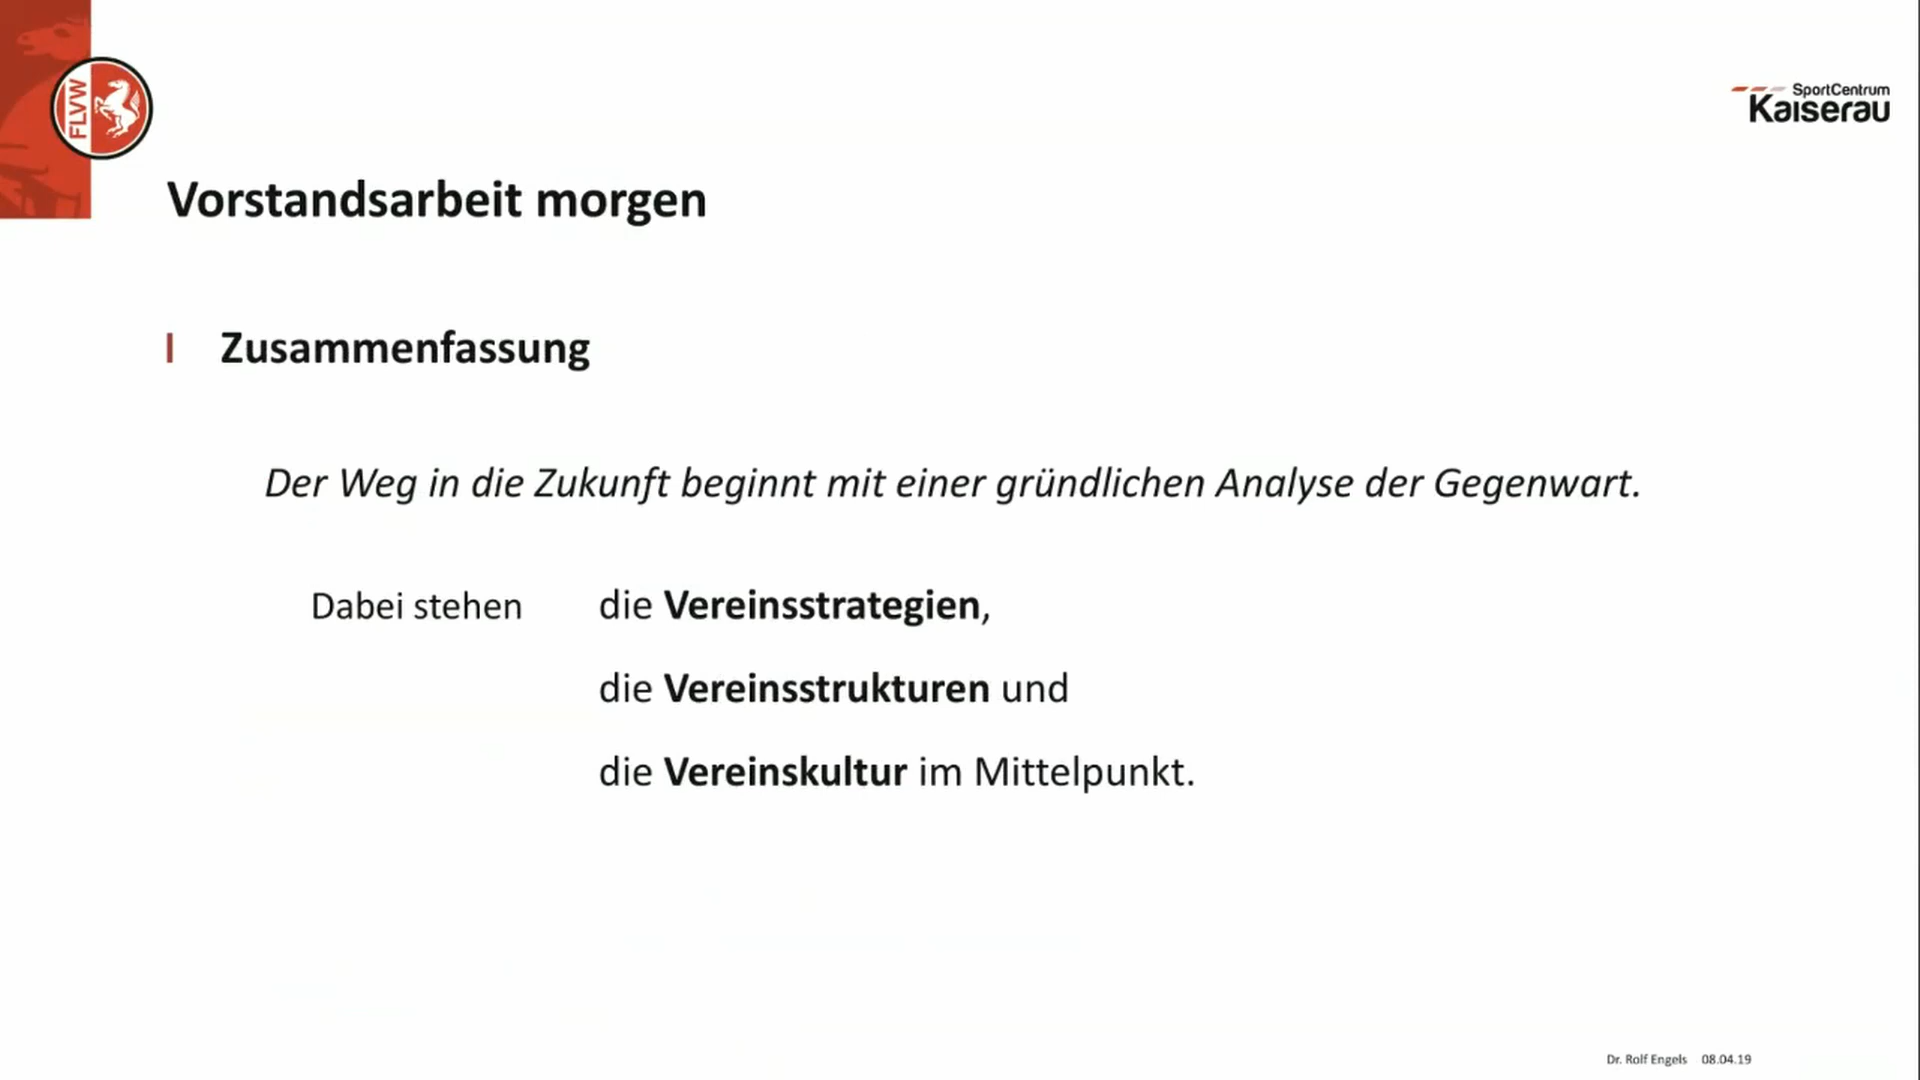 FLVW
SportCentrum
Kaiserau
Vorstandsarbeit morgen
Zusammenfassung
Der Weg in die Zukunft beginnt mit einer gründlichen Analyse der Gegenwart.
Dabei stehen die Vereinsstrategien,
die Vereinsstrukturen und
die Vereinskultur im Mittelpunkt.
Dr. Rolf Engels 08.04.19